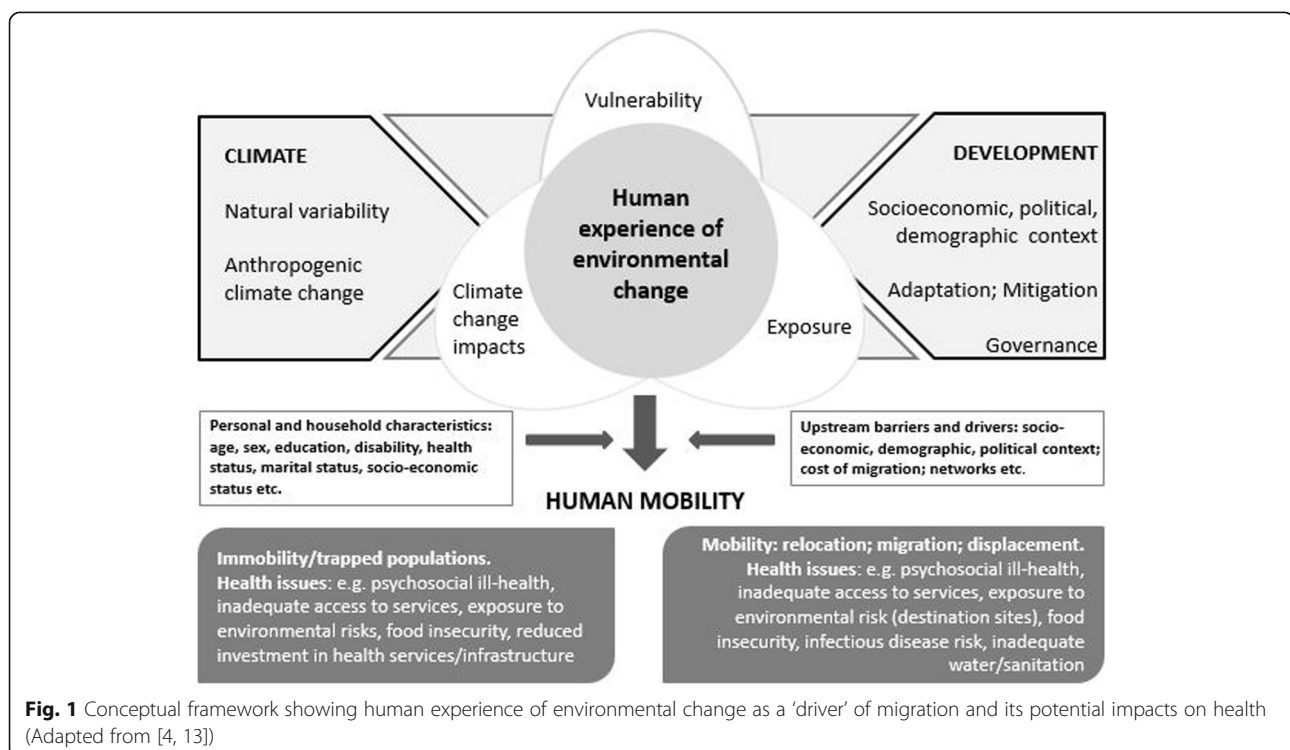 Vulnerability
CLIMATE
Natural variability
Anthropogenic
climate change
Human
experience of
environmental
change
Climate
change
impacts
Exposure
DEVELOPMENT
Socioeconomic, political,
demographic context
Adaptation; Mitigation
Governance
Personal and household characteristics:
age, sex, education, disability, health
status, marital status, socio-economic
status etc.
Upstream barriers and drivers: socio-
economic, demographic, political context;
cost of migration; networks etc.
HUMAN MOBILITY
Immobility/trapped populations.
Health issues: e.g. psychosocial ill-health,
inadequate access to services, exposure to
environmental risks, food insecurity, reduced
investment in health services/infrastructure
Mobility: relocation; migration; displacement.
Health issues: e.g. psychosocial ill-health,
inadequate access to services, exposure to
environmental risk (destination sites), food
insecurity, infectious disease risk, inadequate
water/sanitation
Fig. 1 Conceptual framework showing human experience of environmental change as a ‘driver’ of migration and its potential impacts on health
(Adapted from [4, 13])